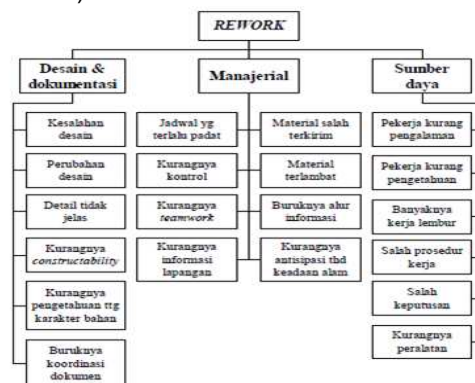 REWORK
Desain &
dokumentasi
Kesalahan
desain
Perubahan
desain
Detail tidak
jelas
Kurangnya
constructability
Kurangnya
pengetahuan ttg
karakter bahan
Buruknya
koordinasi
dokumen
Manajerial
Jadwal yg
terlalu padat
Kurangnya
kontrol
Kurangnya
teamwork
Kurangnya
informasi
lapangan
Material salah
terkirim
Material
terlambat
Buruknya alur
informasi
Kurangnya
antisipasi thd
keadaan alam
Sumber
daya
Pekerja kurang
pengalaman
Pekerja kurang
pengetahuan
Banyaknya
kerja lembur
Salah prosedur
kerja
Salah
keputusan
Kurangnya
peralatan